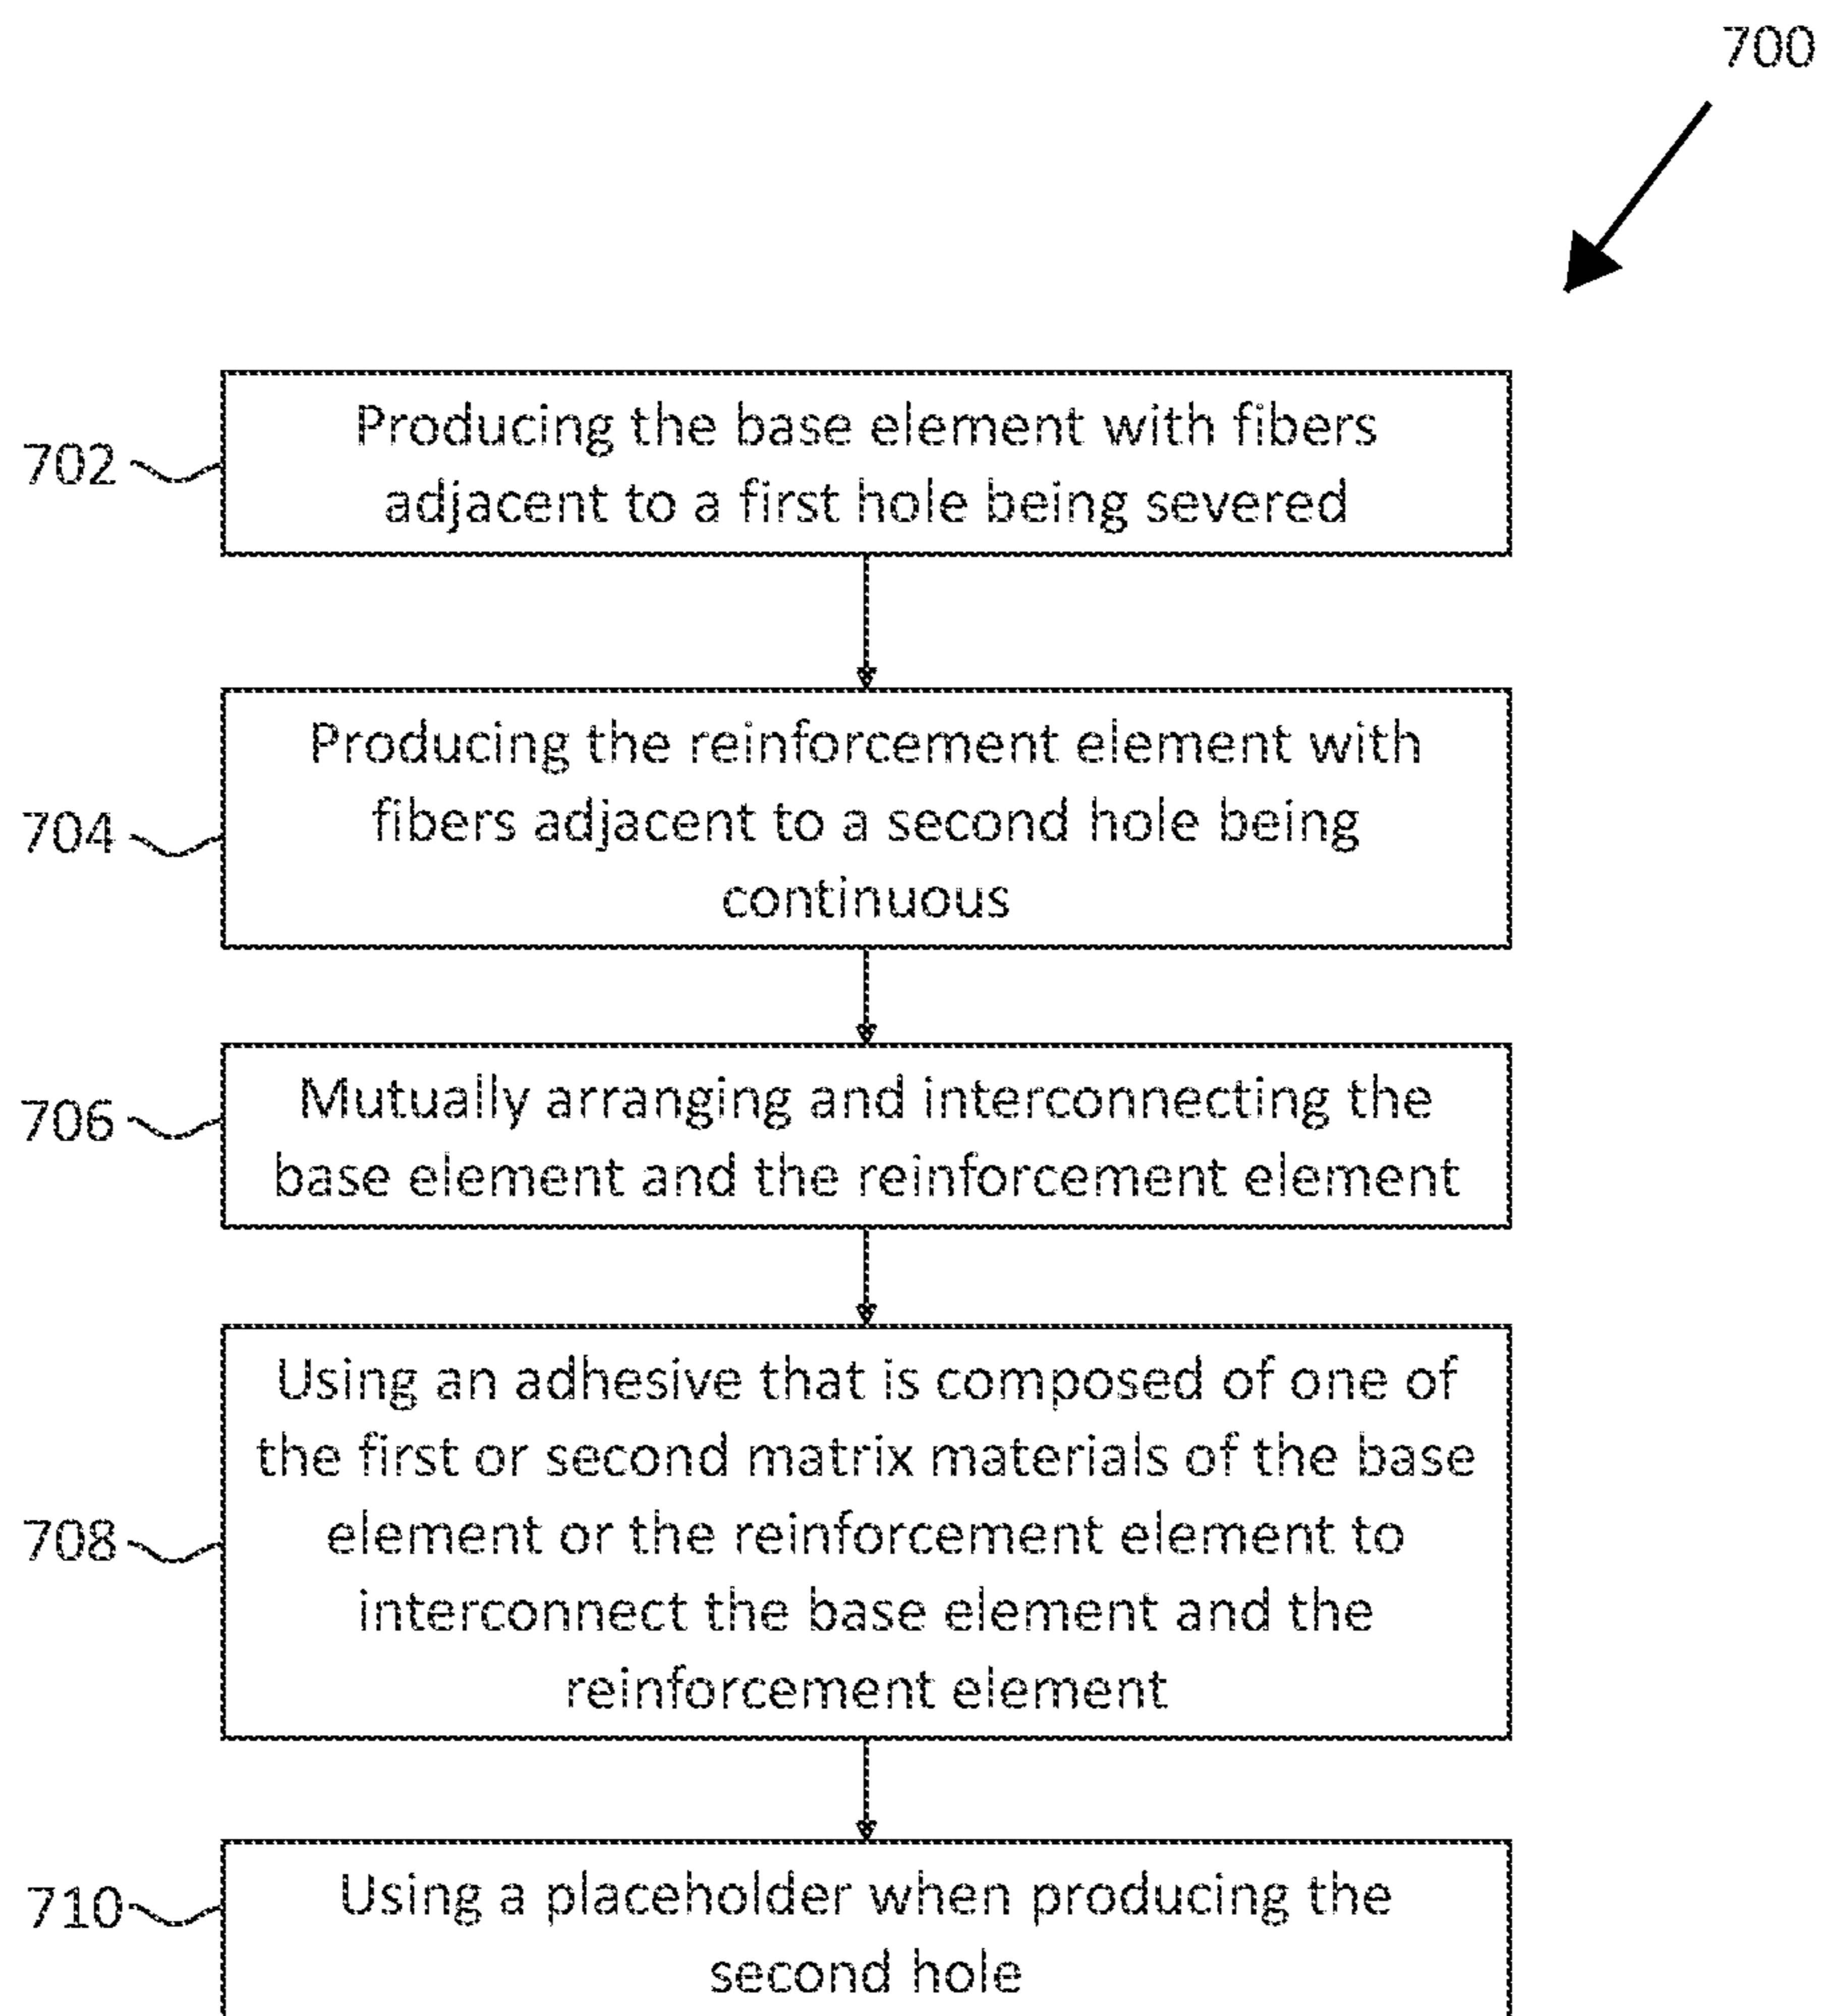 700
702
Producing the base element with fibers
adjacent to a first hole being severed
704
Producing the reinforcement element with
fibers adjacent to a second hole being
continuous
706
Mutually arranging and interconnecting the
base element and the reinforcement element
708
Using an adhesive that is composed of one of
the first or second matrix materials of the base
element or the reinforcement element to
interconnect the base element and the
reinforcement element
710
Using a placeholder when producing the
second hole